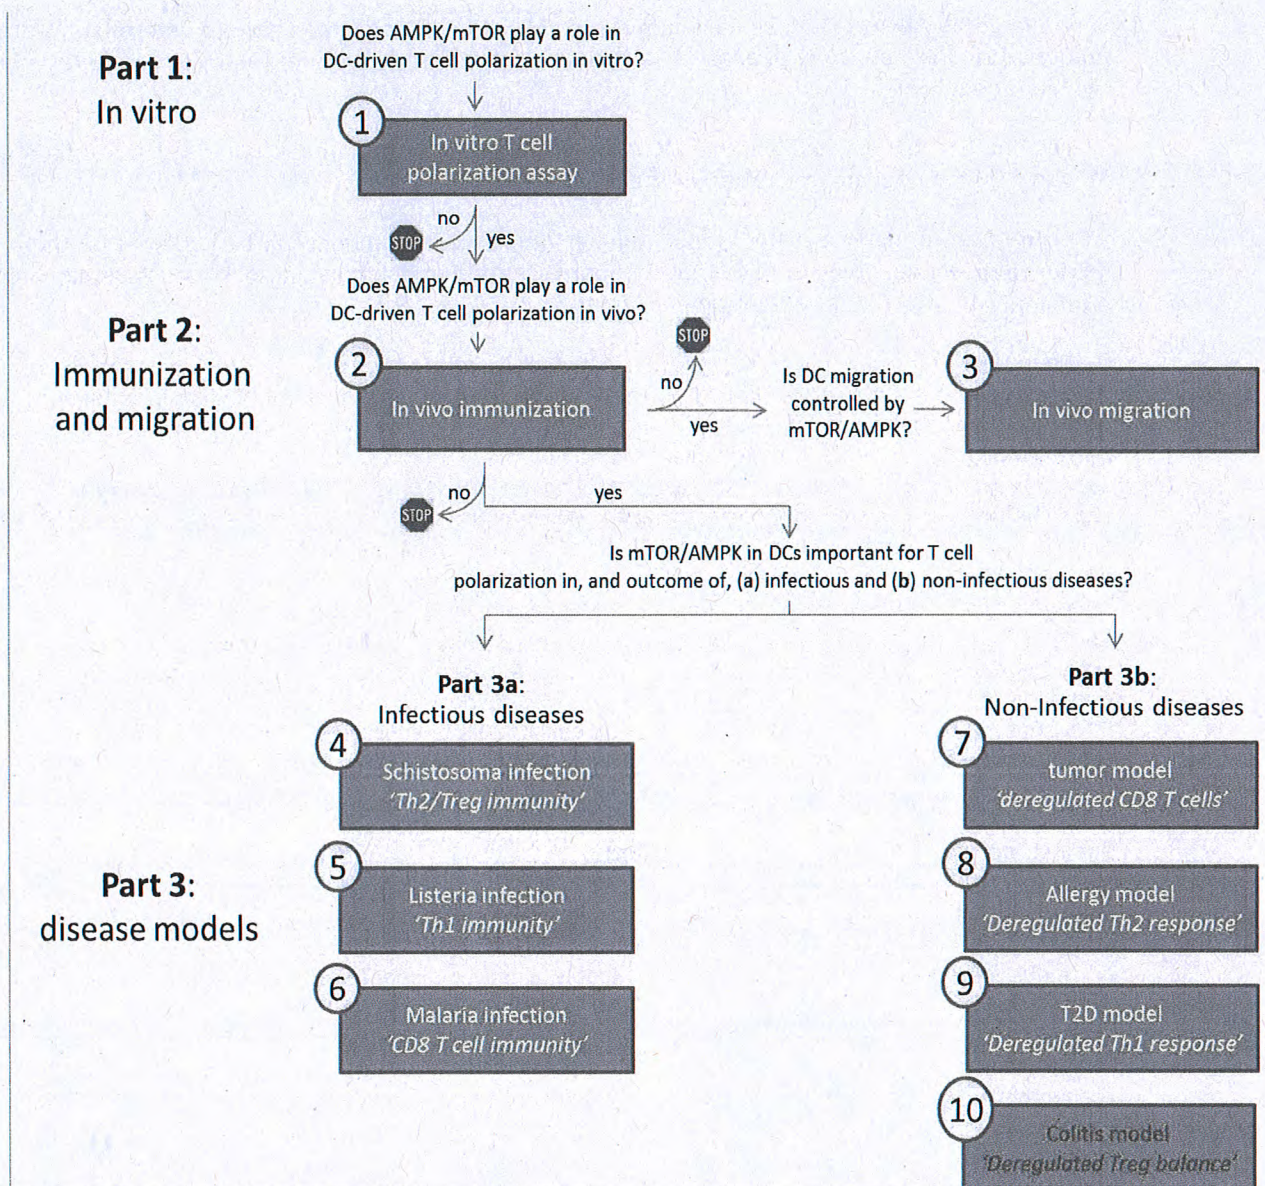 Does AMPK/mTOR play a role in
DC-driven T cell polarization in vitro?
Part 1:
In vitro
1
In vitro T cell
polarization assay
no
STOP
yes
Does AMPK/mTOR play a role in
DC-driven T cell polarization in vivo?
Part 2:
Immunization
and migration
2
In vivo immunization
STOP
no
yes
Is DC migration
controlled by
mTOR/AMPK?
3
In vivo migration
no
STOP
yes
Is mTOR/AMPK in DCs important for T cell
polarization in, and outcome of, (a) infectious and (b) non-infectious diseases?
Part 3a:
Infectious diseases
Part 3b:
Non-Infectious diseases
Part 3:
disease models
4
Schistosoma infection
'Th2/Treg immunity'
5
Listeria infection
'Th1 immunity'
6
Malaria infection
'CD8 T cell immunity'
7
tumor model
'deregulated CD8 T cells'
8
Allergy model
'Deregulated Th2 response'
9
T2D model
'Deregulated Th1 response'
10
Colitis model
'Deregulated Treg balance'